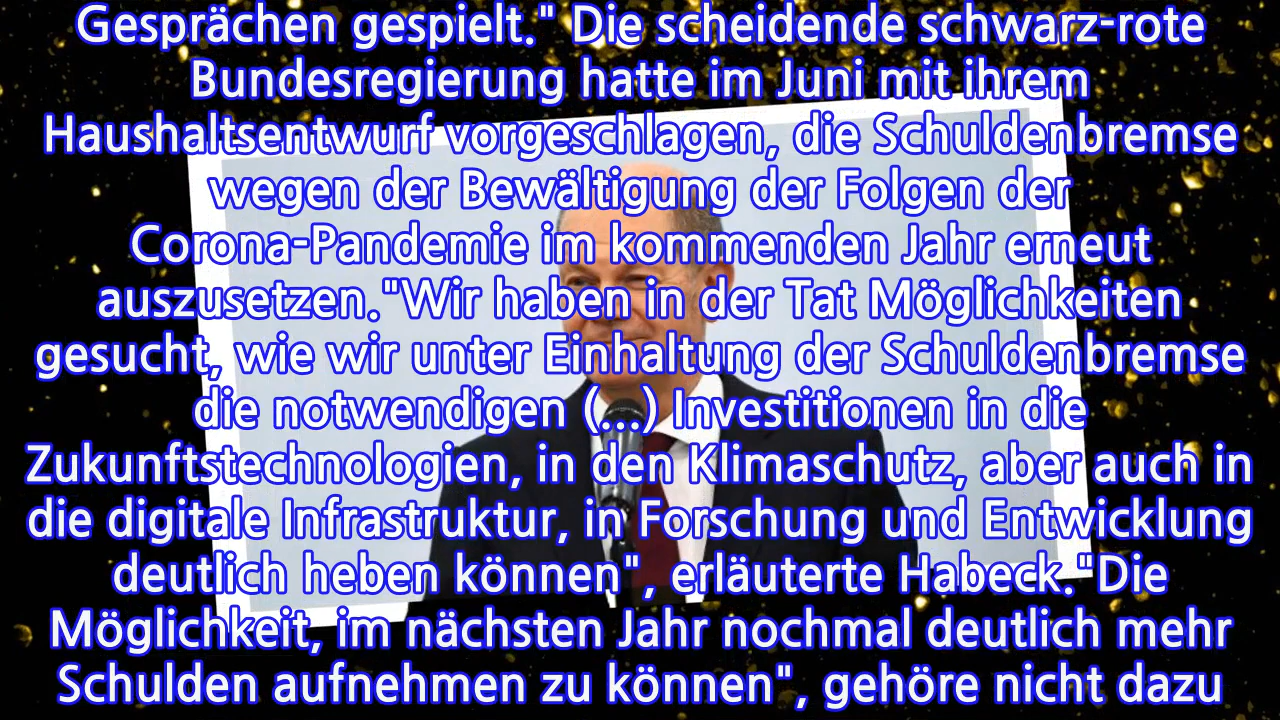 Gesprächen gespielt." Die scheidende schwarz-rote
Bundesregierung hatte im Juni mit ihrem
Haushaltsentwurf vorgeschlagen, die Schuldenbremse
wegen der Bewältigung der Folgen der
Corona-Pandemie im kommenden Jahr erneut
auszusetzen."Wir haben in der Tat Möglichkeiten
gesucht, wie wir unter Einhaltung der Schuldenbremse
die notwendigen (...) Investitionen in die
Zukunftstechnologien, in den Klimaschutz, aber auch in
die digitale Infrastruktur, in Forschung und Entwicklung
deutlich heben können", erläuterte Habeck."Die
Möglichkeit, im nächsten Jahr nochmal deutlich mehr
Schulden aufnehmen zu können", gehöre nicht dazu